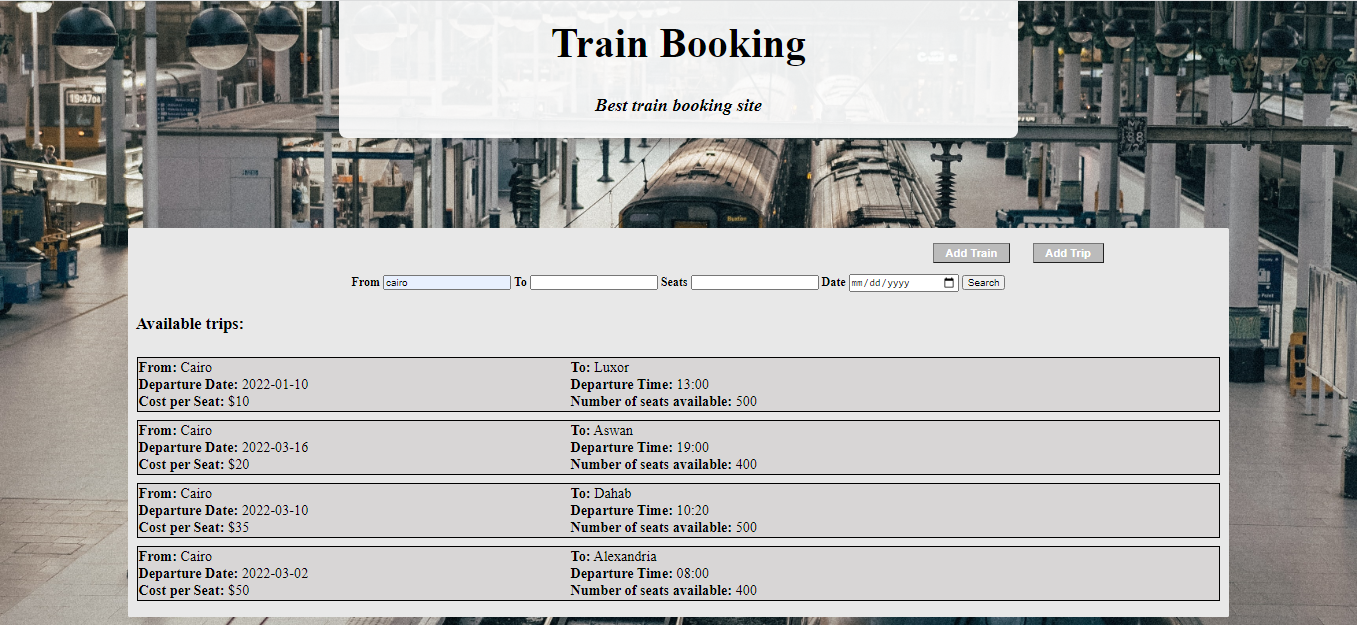 Train Booking
Best train booking site
Add Train Add Trip
From cairo To Seats Date mm/dd/yyyy Search
Available trips:
From: Cairo To: Luxor
Departure Date: 2022-01-10 Departure Time: 13:00
Cost per Seat: $10 Number of seats available: 500
From: Cairo To: Aswan
Departure Date: 2022-03-16 Departure Time: 19:00
Cost per Seat: $20 Number of seats available: 400
From: Cairo To: Dahab
Departure Date: 2022-03-10 Departure Time: 10:20
Cost per Seat: $35 Number of seats available: 500
From: Cairo To: Alexandria
Departure Date: 2022-03-02 Departure Time: 08:00
Cost per Seat: $50 Number of seats available: 400